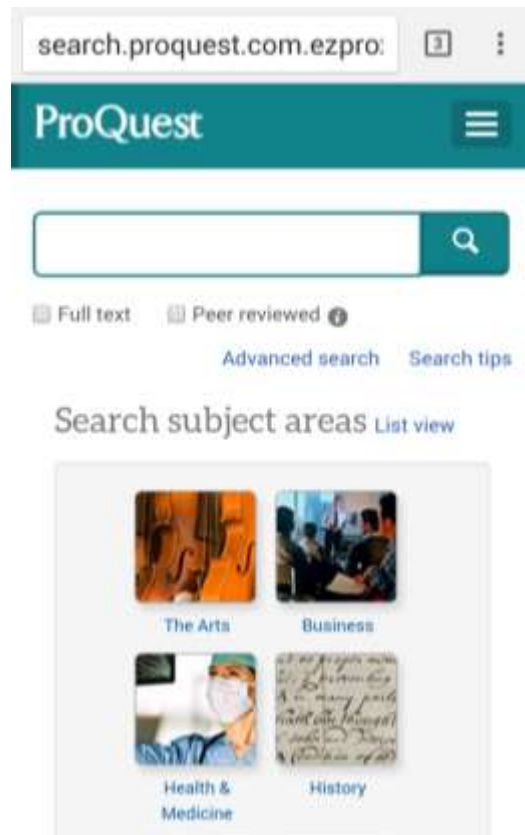 search.proquest.com.ezpro
3
ProQuest
Full text Peer reviewed i
Advanced search Search tips
Search subject areas List view
The Arts Business
Health &
Medicine
History